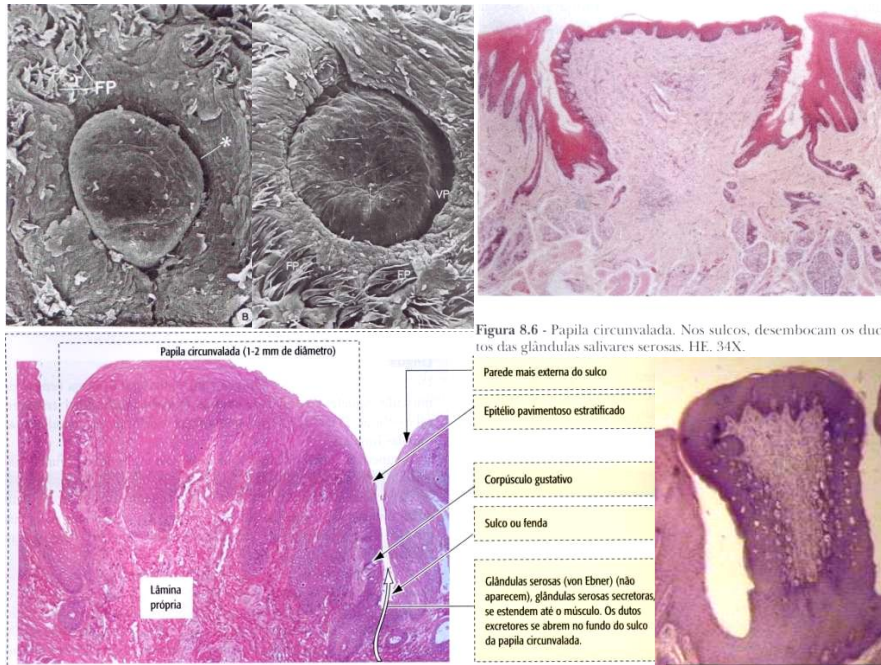 FP
*
B
VP
FP
FP
Figura 8.6 - Papila circunvalada. Nos sulcos, desembocam os duc-
tos das glândulas salivares serosas. HE. 34X.
Papila circunvalada (1-2 mm de diâmetro)
Parede mais externa do sulco
Epitélio pavimentoso estratificado
Corpúsculo gustativo
Sulco ou fenda
Glândulas serosas (von Ebner) (não
aparecem), glândulas serosas secretoras,
se estendem até o músculo. Os dutos
excretores se abrem no fundo do sulco
da papila circunvalada.
Lâmina
própria